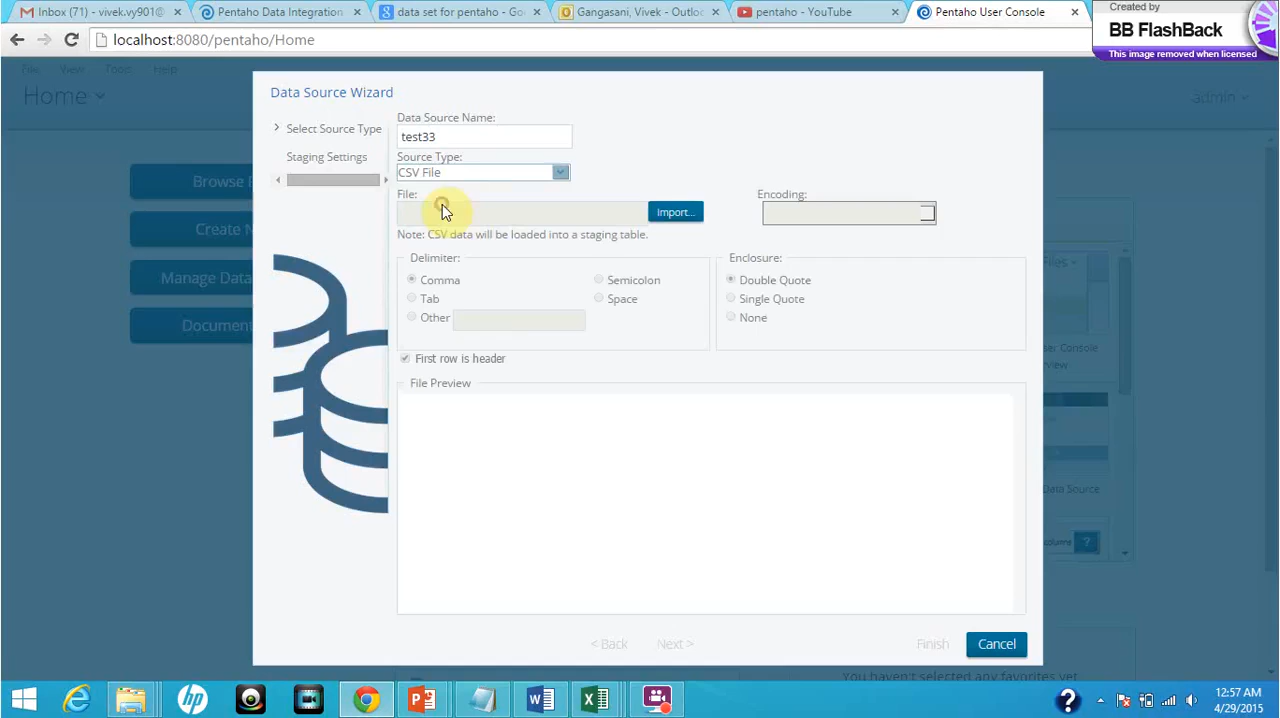 Inbox (71) - vivek.vy901@
Pentaho Data Integration
data set for pentaho - Go
Gangasani, Vivek - Outlo
pentaho - YouTube
Pentaho User Console
Created by
BB FlashBack
This image removed when licensed
localhost:8080/pentaho/Home
File View Tools Help
Home
admin
Data Source Wizard
Select Source Type
Staging Settings
Data Source Name:
test33
Source Type:
CSV File
File:
Import...
Encoding:
Note: CSV data will be loaded into a staging table.
Delimiter:
Comma
Semicolon
Tab
Space
Other
Enclosure:
Double Quote
Single Quote
None
First row is header
File Preview
< Back
Next >
Finish
Cancel
Browse
Create N
Manage Data
Document
Files
ser Console
view
Data Source
columns
?
You haven't selected any favorites yet
12:57 AM
4/29/2015